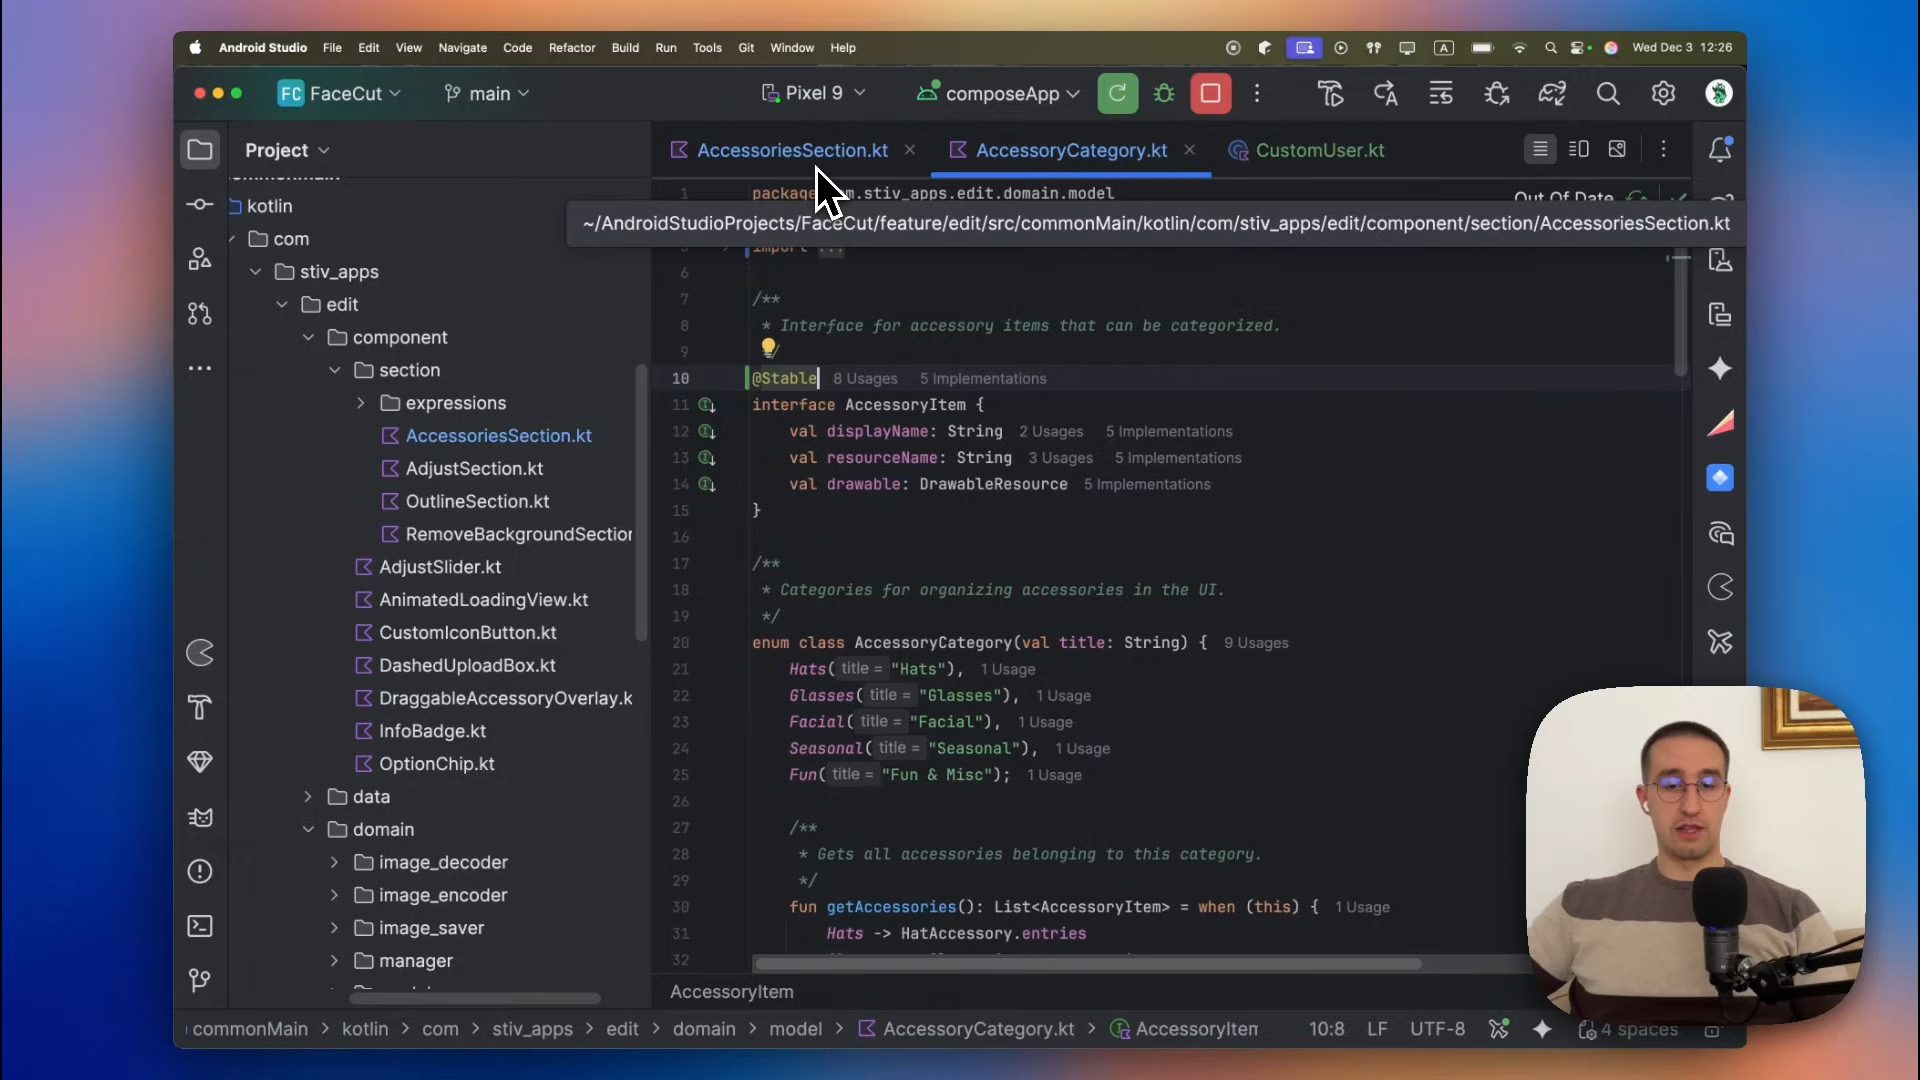 Android Studio File Edit View Navigate Code Refactor Build Run Tools Git Window Help
A
Wed Dec 3 12:26
FC FaceCut
main
Pixel 9
composeApp
Project
AccessoriesSection.kt
AccessoryCategory.kt
CustomUser.kt
kotlin
com
stiv_apps
edit
component
section
expressions
AccessoriesSection.kt
AdjustSection.kt
OutlineSection.kt
RemoveBackgroundSection
AdjustSlider.kt
AnimatedLoadingView.kt
CustomIconButton.kt
DashedUploadBox.kt
DraggableAccessoryOverlay.k
InfoBadge.kt
OptionChip.kt
data
domain
image_decoder
image_encoder
image_saver
manager
1 package m.stiv_apps.edit.domain.model
Out Of Date
~/AndroidStudioProjects/FaceCut/feature/edit/src/commonMain/kotlin/com/stiv_apps/edit/component/section/AccessoriesSection.kt
import ...
6
7 /**
8 * Interface for accessory items that can be categorized.
9 */
10 @Stable 8 Usages 5 Implementations
11 interface AccessoryItem {
12 val displayName: String 2 Usages 5 Implementations
13 val resourceName: String 3 Usages 5 Implementations
14 val drawable: DrawableResource 5 Implementations
15 }
16
17 /**
18 * Categories for organizing accessories in the UI.
19 */
20 enum class AccessoryCategory(val title: String) { 9 Usages
21 Hats( title = "Hats"), 1 Usage
22 Glasses( title = "Glasses"), 1 Usage
23 Facial( title = "Facial"), 1 Usage
24 Seasonal( title = "Seasonal"), 1 Usage
25 Fun( title = "Fun & Misc"); 1 Usage
26
27 /**
28 * Gets all accessories belonging to this category.
29 */
30 fun getAccessories(): List<AccessoryItem> = when (this) { 1 Usage
31 Hats -> HatAccessory.entries
32
AccessoryItem
commonMain > kotlin > com > stiv_apps > edit > domain > model > AccessoryCategory.kt > AccessoryItem
10:8 LF UTF-8 4 spaces